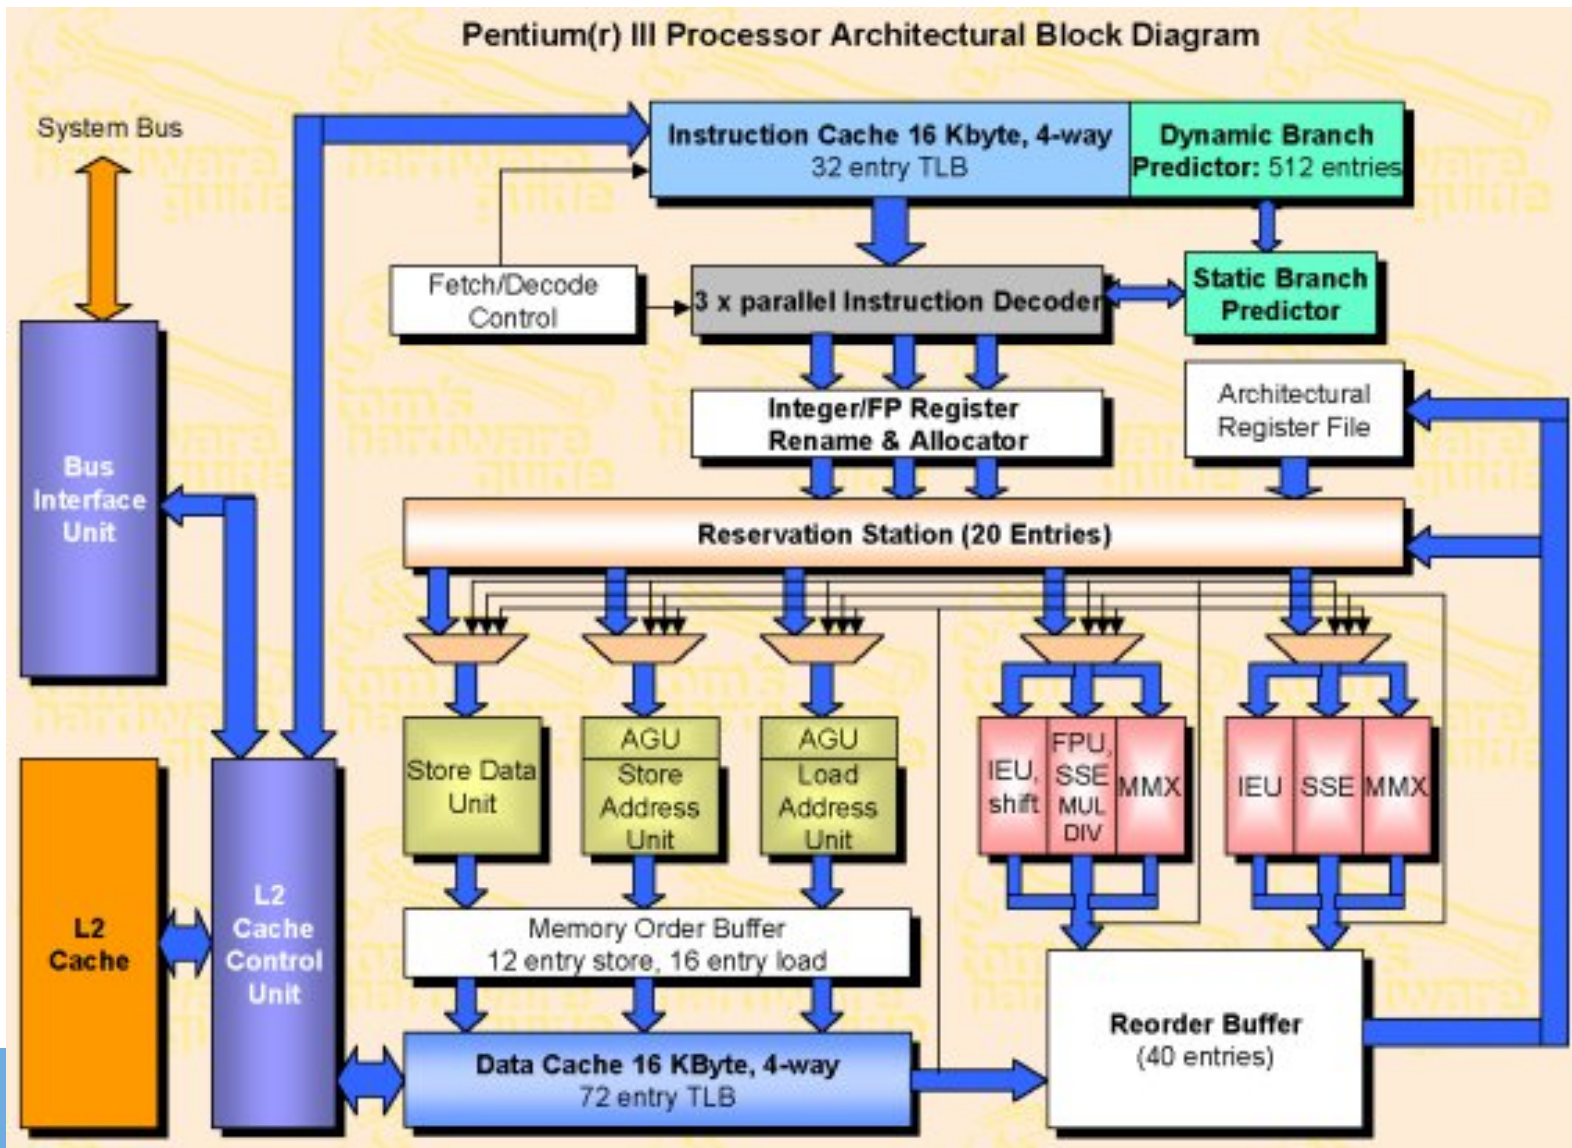 Pentium(r) III Processor Architectural Block Diagram
System Bus
Instruction Cache 16 Kbyte, 4-way
32 entry TLB
Dynamic Branch
Predictor: 512 entries
Fetch/Decode
Control
3 x parallel Instruction Decoder
Static Branch
Predictor
Integer/FP Register
Rename & Allocator
Architectural
Register File
Bus
Interface
Unit
Reservation Station (20 Entries)
Store Data
Unit
AGU
Store
Address
Unit
AGU
Load
Address
Unit
IEU,
shift
FPU,
SSE
MUL
DIV
MMX
IEU
SSE
MMX
L2
Cache
L2
Cache
Control
Unit
Memory Order Buffer
12 entry store, 16 entry load
Data Cache 16 KByte, 4-way
72 entry TLB
Reorder Buffer
(40 entries)
tom's
hardware
guide